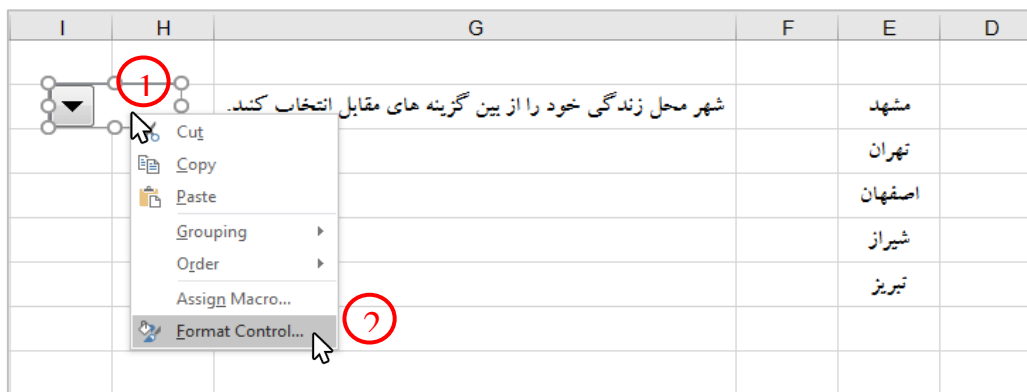 I H G F E D
شهر محل زندگی خود را از بین گزینه های مقابل انتخاب کنید.
مشهد
تهران
اصفهان
شیراز
تبریز
1
Cut
Copy
Paste
Grouping
Order
Assign Macro...
Format Control...
2